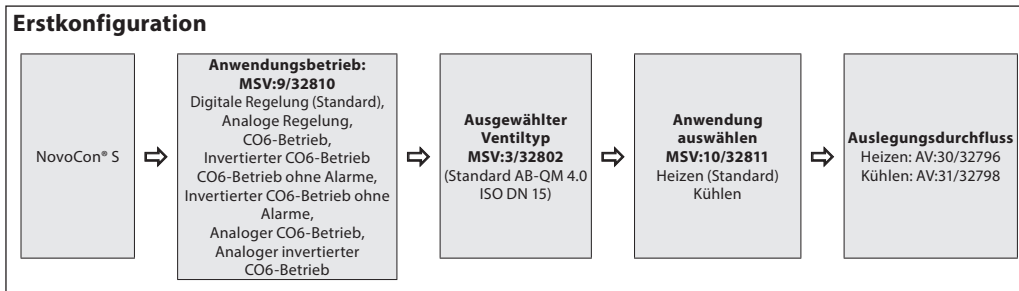 Erstkonfiguration
NovoCon® S
Anwendungsbetrieb:
MSV:9/32810
Digitale Regelung (Standard),
Analoge Regelung,
CO6-Betrieb,
Invertierter CO6-Betrieb
CO6-Betrieb ohne Alarme,
Invertierter CO6-Betrieb ohne
Alarme,
Analoger CO6-Betrieb,
Analoger invertierter
CO6-Betrieb
Ausgewählter
Ventiltyp
MSV:3/32802
(Standard AB-QM 4.0
ISO DN 15)
Anwendung
auswählen
MSV:10/32811
Heizen (Standard)
Kühlen
Auslegungsdurchfluss
Heizen: AV:30/32796
Kühlen: AV:31/32798